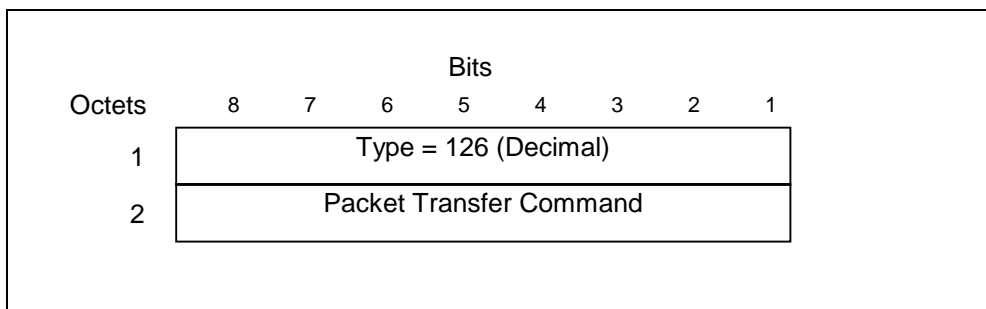 Bits
Octets 8 7 6 5 4 3 2 1
1 Type = 126 (Decimal)
2 Packet Transfer Command